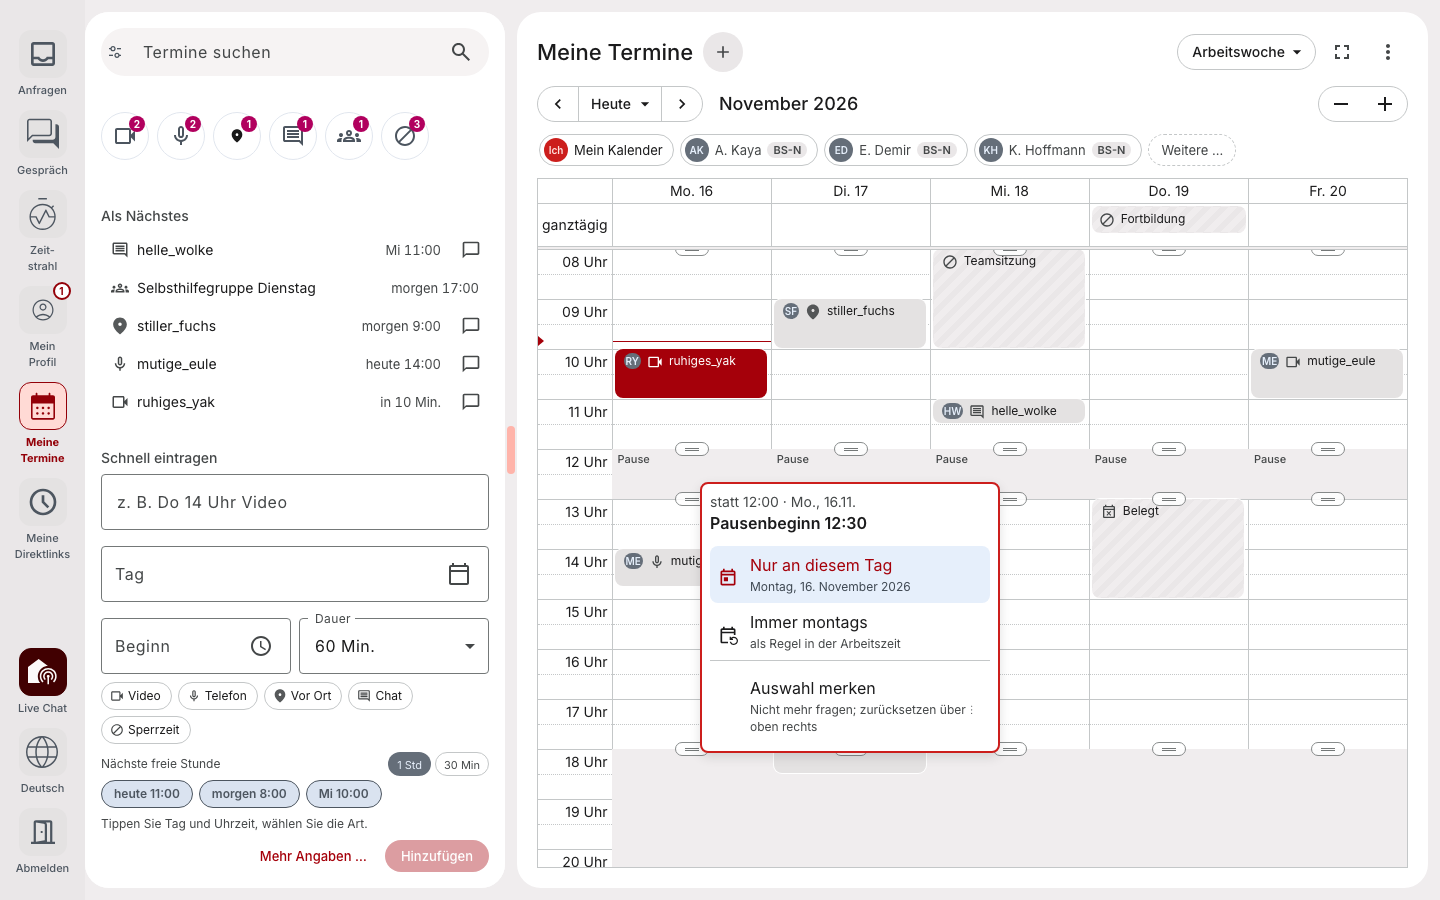 Anfragen
Gespräch
Zeit-
strahl
1
Mein
Profil
Meine
Termine
Meine
Direktlinks
Live Chat
Deutsch
Abmelden
Termine suchen
2
2
1
1
1
3
Als Nächstes
helle_wolke Mi 11:00
Selbsthilfegruppe Dienstag morgen 17:00
stiller_fuchs morgen 9:00
mutige_eule heute 14:00
ruhiges_yak in 10 Min.
Schnell eintragen
z. B. Do 14 Uhr Video
Tag
Beginn
Dauer
60 Min.
Video Telefon Vor Ort Chat
Sperrzeit
Nächste freie Stunde 1 Std 30 Min
heute 11:00 morgen 8:00 Mi 10:00
Tippen Sie Tag und Uhrzeit, wählen Sie die Art.
Mehr Angaben ... Hinzufügen
Meine Termine
Arbeitswoche
Heute
November 2026
Ich Mein Kalender AK A. Kaya BS-N ED E. Demir BS-N KH K. Hoffmann BS-N Weitere ...
Mo. 16 Di. 17 Mi. 18 Do. 19 Fr. 20
ganztägig Fortbildung
08 Uhr Teamsitzung
09 Uhr SF stiller_fuchs
10 Uhr RY ruhiges_yak ME mutige_eule
11 Uhr HW helle_wolke
12 Uhr Pause Pause Pause Pause Pause
13 Uhr Belegt
14 Uhr ME mutig
15 Uhr
16 Uhr
17 Uhr
18 Uhr
19 Uhr
20 Uhr
statt 12:00 · Mo., 16.11.
Pausenbeginn 12:30
Nur an diesem Tag
Montag, 16. November 2026
Immer montags
als Regel in der Arbeitszeit
Auswahl merken
Nicht mehr fragen; zurücksetzen über ⋮
oben rechts